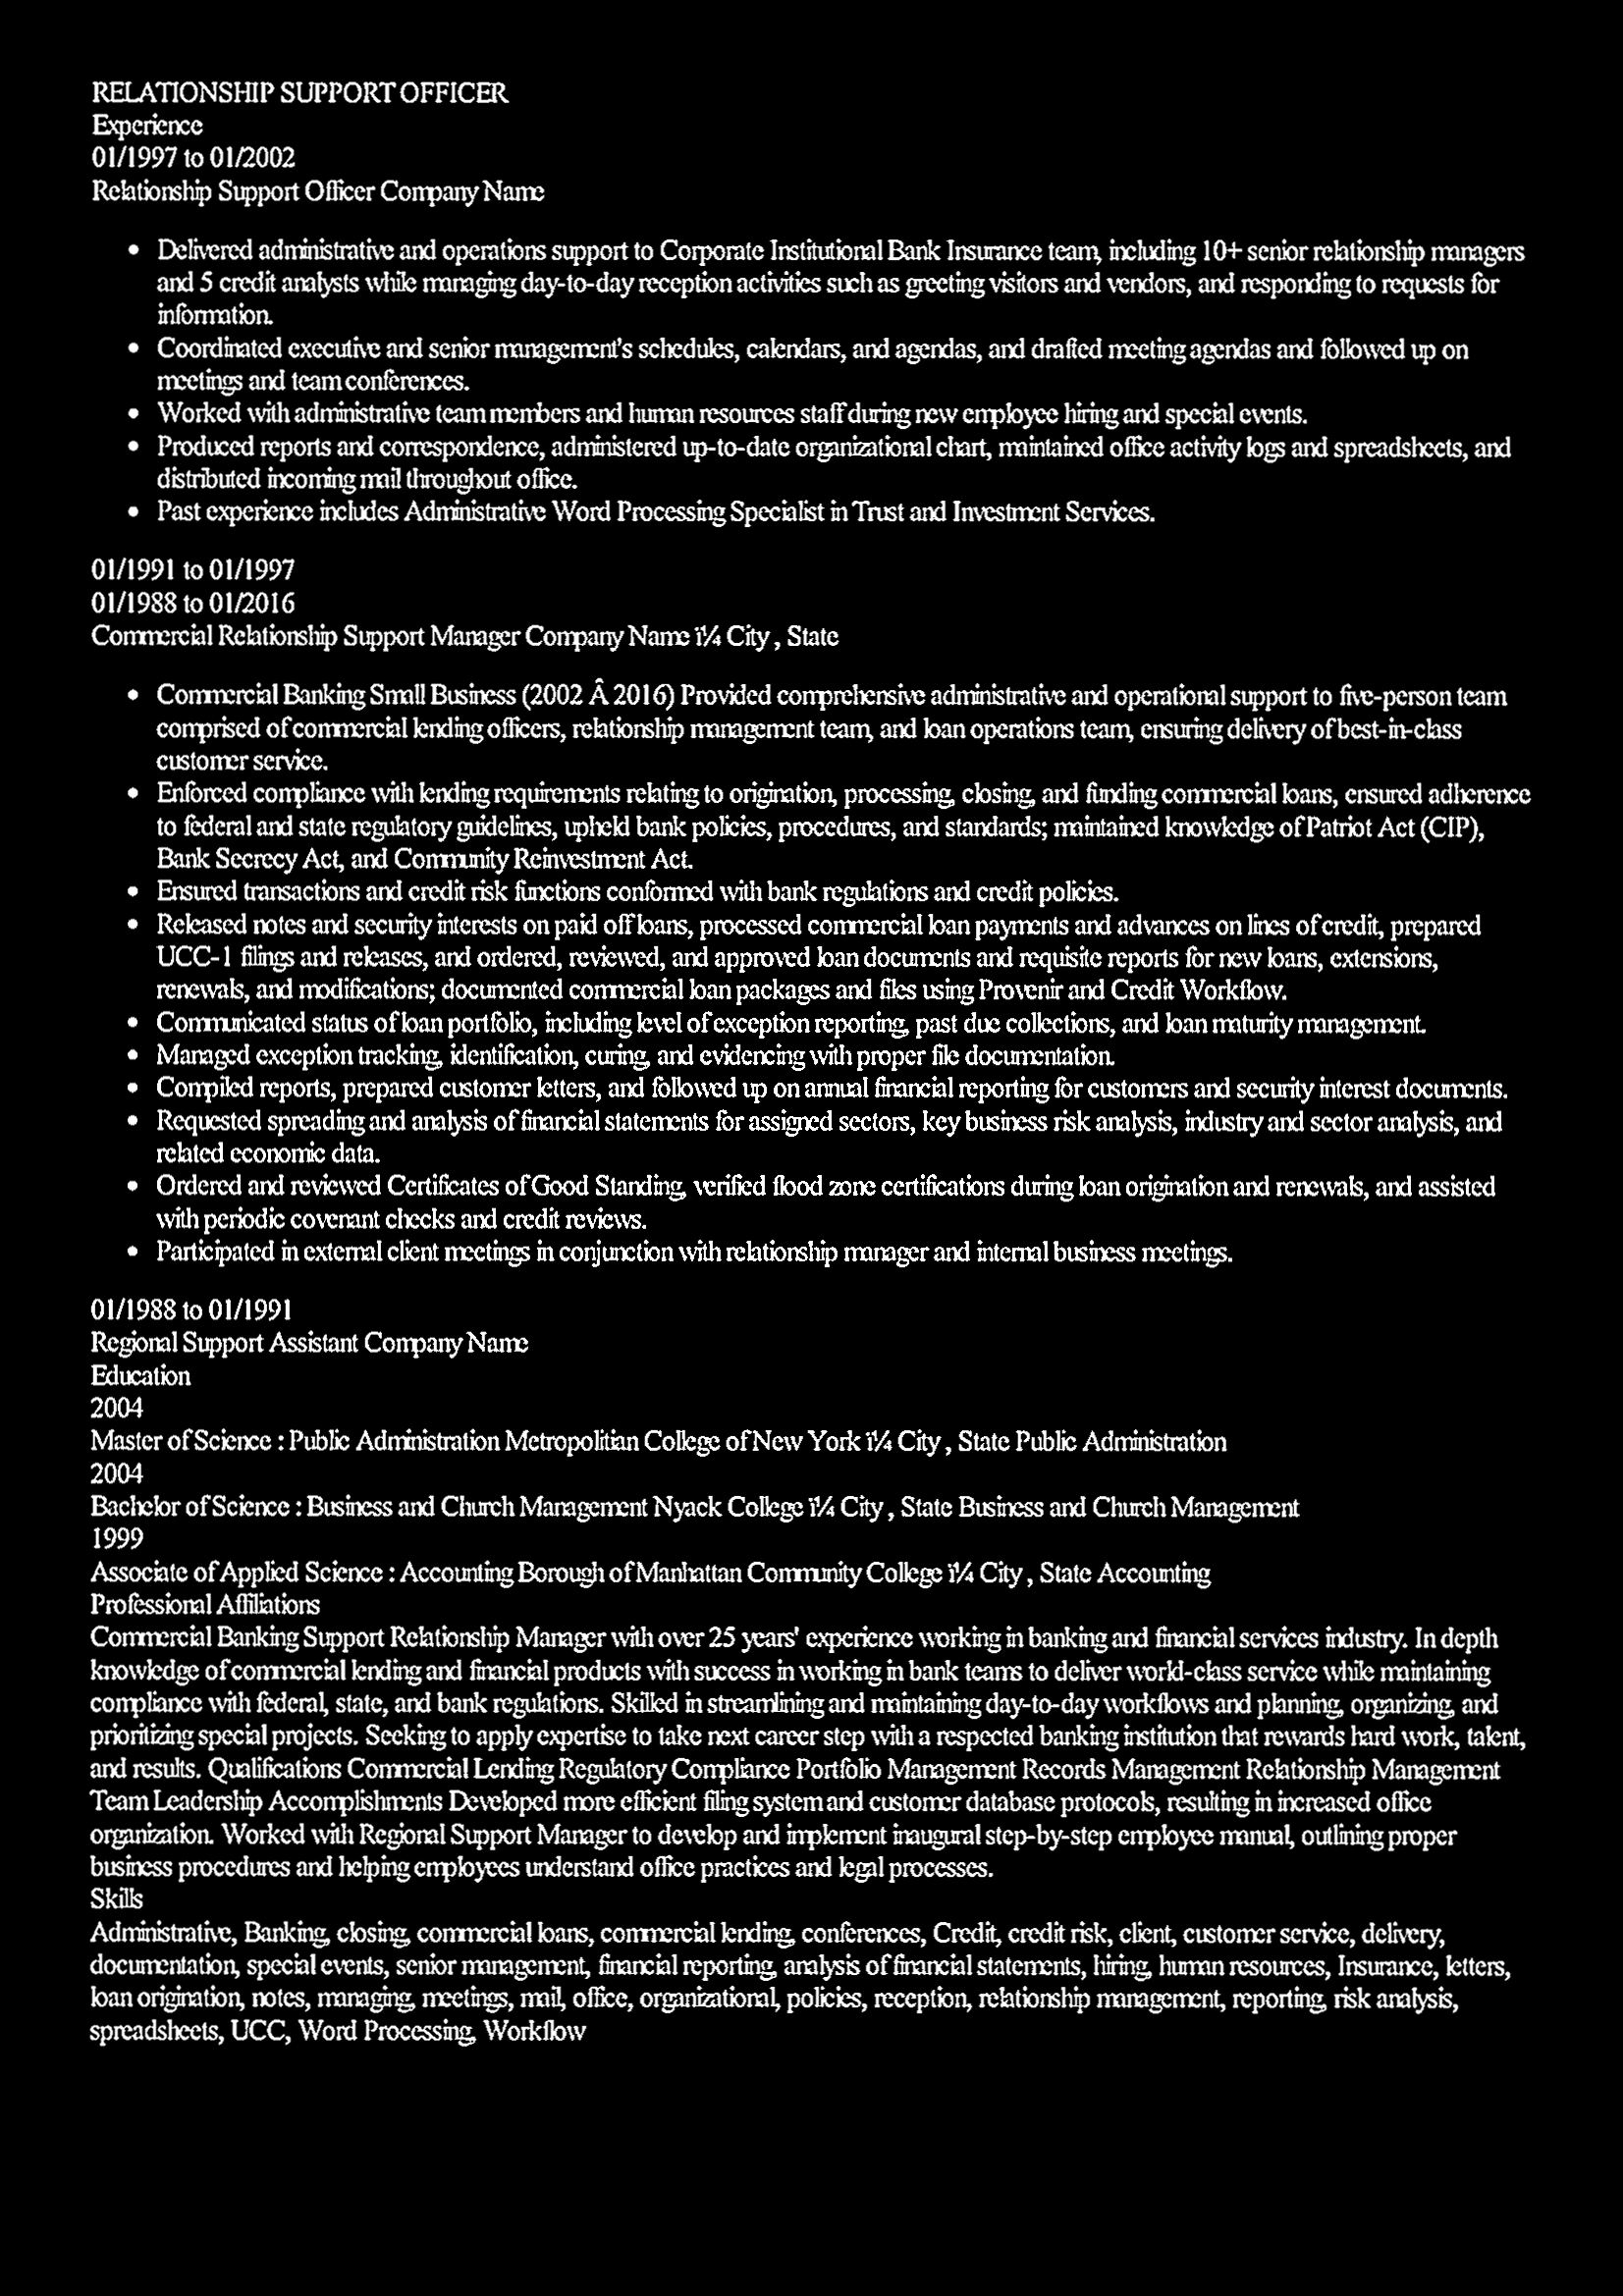 RELATIONSHIP SUPPORT OFFICER
Experience
01/1997 to 01/2002
Relationship Support Officer Company Name
• Delivered administrative and operations support to Corporate Institutional Bank Insurance team, including 10+ senior relationship managers
and 5 credit analysts while managing day-to-day reception activities such as greeting visitors and vendors, and responding to requests for
information.
• Coordinated executive and senior management's schedules, calendars, and agendas, and drafted meeting agendas and followed up on
meetings and team conferences.
• Worked with administrative team members and human resources staff during new employee hiring and special events.
• Produced reports and correspondence, administered up-to-date organizational chart, maintained office activity logs and spreadsheets, and
distributed incoming mail throughout office.
• Past experience includes Administrative Word Processing Specialist in Trust and Investment Services.
01/1991 to 01/1997
01/1988 to 01/2016
Commercial Relationship Support Manager Company Name ï¼ City , State
• Commercial Banking Small Business (2002 Â 2016) Provided comprehensive administrative and operational support to five-person team
comprised of commercial lending officers, relationship management team, and loan operations team, ensuring delivery of best-in-class
customer service.
• Enforced compliance with lending requirements relating to origination, processing, closing, and funding commercial loans, ensured adherence
to federal and state regulatory guidelines, upheld bank policies, procedures, and standards; maintained knowledge of Patriot Act (CIP),
Bank Secrecy Act, and Community Reinvestment Act.
• Ensured transactions and credit risk functions conformed with bank regulations and credit policies.
• Released notes and security interests on paid off loans, processed commercial loan payments and advances on lines of credit, prepared
UCC-1 filings and releases, and ordered, reviewed, and approved loan documents and requisite reports for new loans, extensions,
renewals, and modifications; documented commercial loan packages and files using Provenir and Credit Workflow.
• Communicated status of loan portfolio, including level of exception reporting, past due collections, and loan maturity management.
• Managed exception tracking, identification, curing, and evidencing with proper file documentation.
• Compiled reports, prepared customer letters, and followed up on annual financial reporting for customers and security interest documents.
• Requested spreading and analysis of financial statements for assigned sectors, key business risk analysis, industry and sector analysis, and
related economic data.
• Ordered and reviewed Certificates of Good Standing, verified flood zone certifications during loan origination and renewals, and assisted
with periodic covenant checks and credit reviews.
• Participated in external client meetings in conjunction with relationship manager and internal business meetings.
01/1988 to 01/1991
Regional Support Assistant Company Name
Education
2004
Master of Science : Public Administration Metropolitian College of New York ï¼ City , State Public Administration
2004
Bachelor of Science : Business and Church Management Nyack College ï¼ City , State Business and Church Management
1999
Associate of Applied Science : Accounting Borough of Manhattan Community College ï¼ City , State Accounting
Professional Affiliations
Commercial Banking Support Relationship Manager with over 25 years' experience working in banking and financial services industry. In depth
knowledge of commercial lending and financial products with success in working in bank teams to deliver world-class service while maintaining
compliance with federal, state, and bank regulations. Skilled in streamlining and maintaining day-to-day workflows and planning, organizing, and
prioritizing special projects. Seeking to apply expertise to take next career step with a respected banking institution that rewards hard work, talent,
and results. Qualifications Commercial Lending Regulatory Compliance Portfolio Management Records Management Relationship Management
Team Leadership Accomplishments Developed more efficient filing system and customer database protocols, resulting in increased office
organization. Worked with Regional Support Manager to develop and implement inaugural step-by-step employee manual, outlining proper
business procedures and helping employees understand office practices and legal processes.
Skills
Administrative, Banking, closing, commercial loans, commercial lending, conferences, Credit, credit risk, client, customer service, delivery,
documentation, special events, senior management, financial reporting, analysis of financial statements, hiring, human resources, Insurance, letters,
loan origination, notes, managing, meetings, mail, office, organizational, policies, reception, relationship management, reporting, risk analysis,
spreadsheets, UCC, Word Processing, Workflow